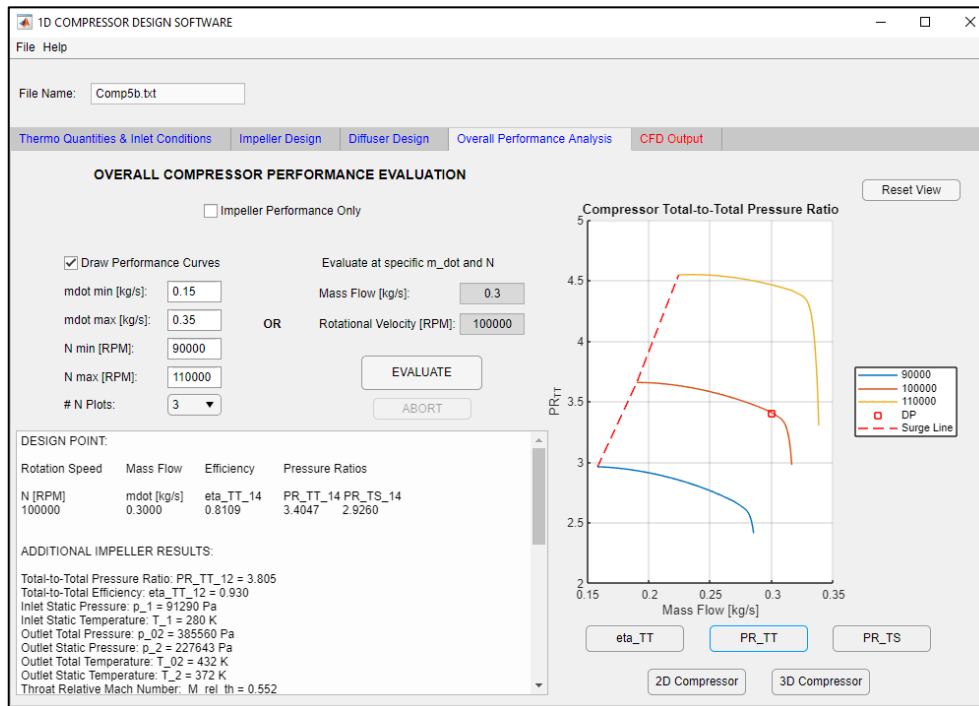 1D COMPRESSOR DESIGN SOFTWARE
File Help
File Name: Comp5b.txt
Thermo Quantities & Inlet Conditions Impeller Design Diffuser Design Overall Performance Analysis CFD Output
OVERALL COMPRESSOR PERFORMANCE EVALUATION
Reset View
Impeller Performance Only
Draw Performance Curves
Evaluate at specific m_dot and N
mdot min [kg/s]: 0.15
Mass Flow [kg/s]: 0.3
mdot max [kg/s]: 0.35
OR
Rotational Velocity [RPM]: 100000
N min [RPM]: 90000
N max [RPM]: 110000
EVALUATE
# N Plots: 3
ABORT
DESIGN POINT:
Rotation Speed Mass Flow Efficiency Pressure Ratios
N [RPM] mdot [kg/s] eta_TT_14 PR_TT_14 PR_TS_14
100000 0.3000 0.8109 3.4047 2.9260
ADDITIONAL IMPELLER RESULTS:
Total-to-Total Pressure Ratio: PR_TT_12 = 3.805
Total-to-Total Efficiency: eta_TT_12 = 0.930
Inlet Static Pressure: p_1 = 91290 Pa
Inlet Static Temperature: T_1 = 280 K
Outlet Total Pressure: p_02 = 385560 Pa
Outlet Static Pressure: p_2 = 227643 Pa
Outlet Total Temperature: T_02 = 432 K
Outlet Static Temperature: T_2 = 372 K
Throat Relative Mach Number: M_rel_th = 0.552
Compressor Total-to-Total Pressure Ratio
5
4.5
4
3.5
3
2.5
2
PR_TT
0.15 0.2 0.25 0.3 0.35
Mass Flow [kg/s]
90000
100000
110000
DP
Surge Line
eta_TT PR_TT PR_TS
2D Compressor 3D Compressor